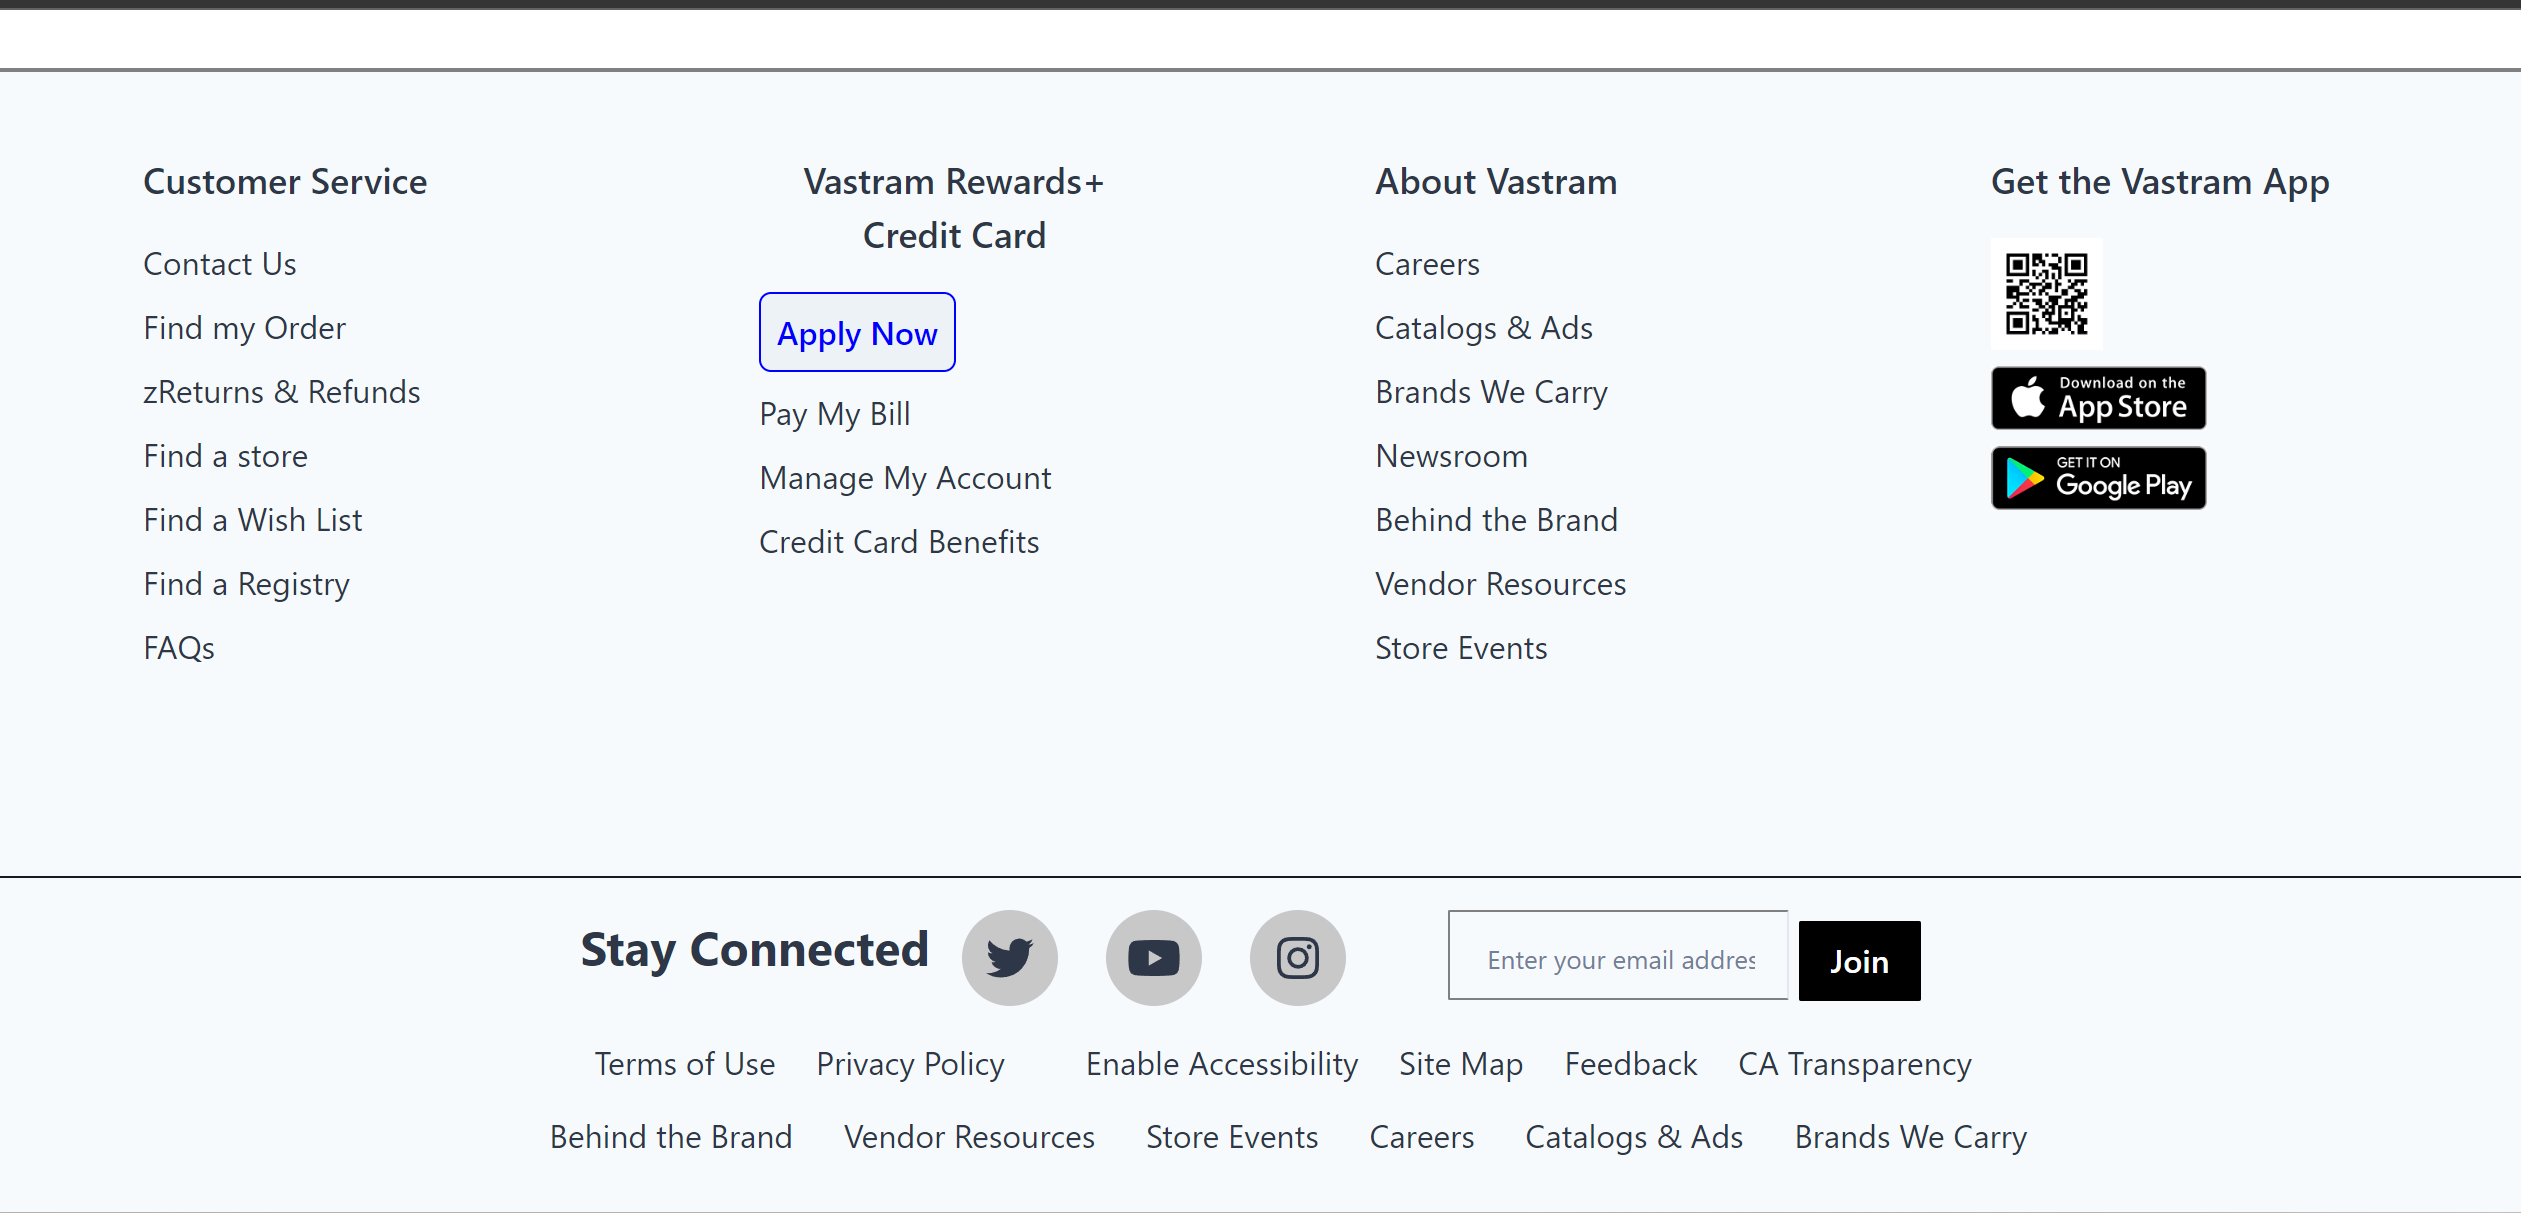 Customer Service
Contact Us
Find my Order
zReturns & Refunds
Find a store
Find a Wish List
Find a Registry
FAQs
Vastram Rewards+
Credit Card
Apply Now
Pay My Bill
Manage My Account
Credit Card Benefits
About Vastram
Careers
Catalogs & Ads
Brands We Carry
Newsroom
Behind the Brand
Vendor Resources
Store Events
Get the Vastram App
Download on the
App Store
GET IT ON
Google Play
Stay Connected
Enter your email addres
Join
Terms of Use Privacy Policy Enable Accessibility Site Map Feedback CA Transparency
Behind the Brand Vendor Resources Store Events Careers Catalogs & Ads Brands We Carry